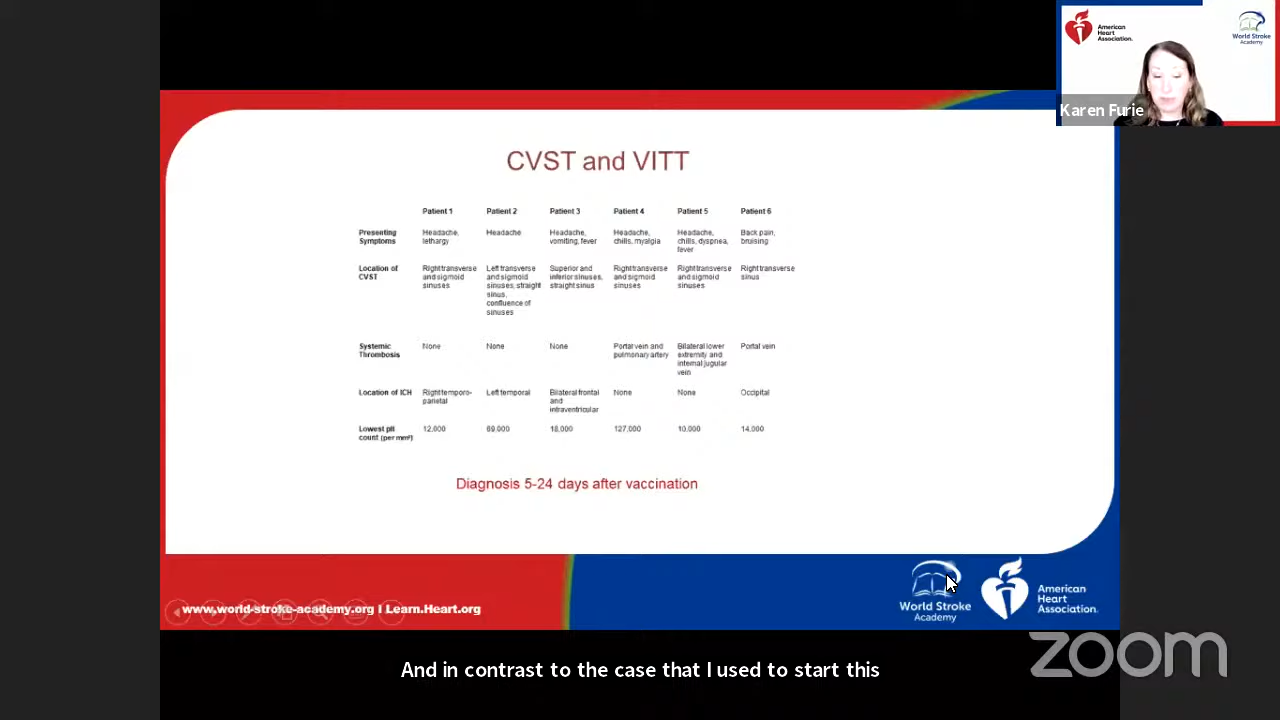 American
Heart
Association.
World Stroke
Academy
Karen Furie
CVST and VITT
Patient 1 Patient 2 Patient 3 Patient 4 Patient 5 Patient 6
Presenting Symptoms
Headache, lethargy
Headache
Headache, vomiting, fever
Headache, chills, myalgia
Headache, chills, dyspnea, fever
Back pain, bruising
Location of CVST
Right transverse and sigmoid sinuses
Left transverse and sigmoid sinuses, straight sinus, confluence of sinuses
Superior and inferior sinuses, straight sinus
Right transverse and sigmoid sinuses
Right transverse and sigmoid sinuses
Right transverse sinus
Systemic Thrombosis
None
None
None
Portal vein and pulmonary artery
Bilateral lower extremity and internal jugular vein
Portal vein
Location of ICH
Right temporo-parietal
Left temporal
Bilateral frontal and intraventricular
None
None
Occipital
Lowest plt count (per mm³)
12,000
69,000
18,000
127,000
10,000
14,000
Diagnosis 5-24 days after vaccination
www.world-stroke-academy.org I Learn.Heart.org
World Stroke
Academy
American
Heart
Association.
And in contrast to the case that I used to start this
zoom